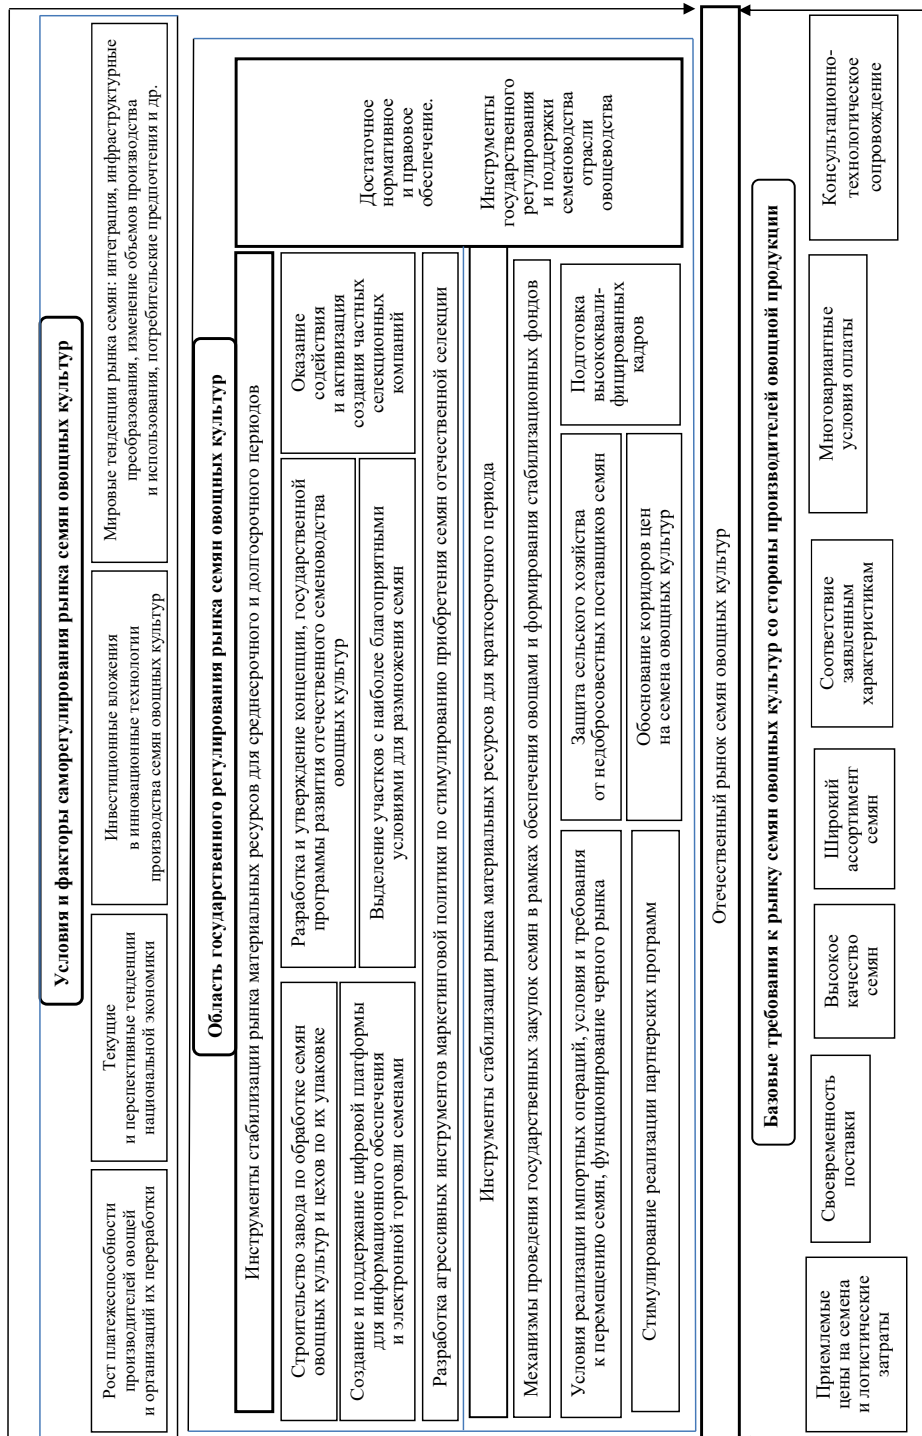 Условия и факторы саморегулирования рынка семян овощных культур
Рост платежеспособности
производителей овощей
и организаций их переработки
Текущие
и перспективные тенденции
национальной экономики
Инвестиционные вложения
в инновационные технологии
производства семян овощных культур
Мировые тенденции рынка семян: интеграция, инфраструктурные
преобразования, изменение объемов производства
и использования, потребительские предпочтения и др.
Область государственного регулирования рынка семян овощных культур
Инструменты стабилизации рынка материальных ресурсов для среднесрочного и долгосрочного периодов
Строительство завода по обработке семян
овощных культур и цехов по их упаковке
Создание и поддержание цифровой платформы
для информационного обеспечения
и электронной торговли семенами
Разработка и утверждение концепции, государственной
программы развития отечественного семеноводства
овощных культур
Выделение участков с наиболее благоприятными
условиями для размножения семян
Оказание
содействия
и активизация
создания частных
селекционных
компаний
Разработка агрессивных инструментов маркетинговой политики по стимулированию приобретения семян отечественной селекции
Инструменты стабилизации рынка материальных ресурсов для краткосрочного периода
Механизмы проведения государственных закупок семян в рамках обеспечения овощами и формирования стабилизационных фондов
Условия реализации импортных операций, условия и требования
к перемещению семян, функционирование черного рынка
Стимулирование реализации партнерских программ
Защита сельского хозяйства
от недобросовестных поставщиков семян
Обоснование коридоров цен
на семена овощных культур
Подготовка
высококвали-
фицированных
кадров
Достаточное
нормативное
и правовое
обеспечение.
Инструменты
государственного
регулирования
и поддержки
семеноводства
отрасли
овощеводства
Отечественный рынок семян овощных культур
Базовые требования к рынку семян овощных культур со стороны производителей овощной продукции
Приемлемые
цены на семена
и логистические
затраты
Своевременность
поставки
Высокое
качество
семян
Широкий
ассортимент
семян
Соответствие
заявленным
характеристикам
Многовариантные
условия оплаты
Консультационно-
технологическое
сопровождение